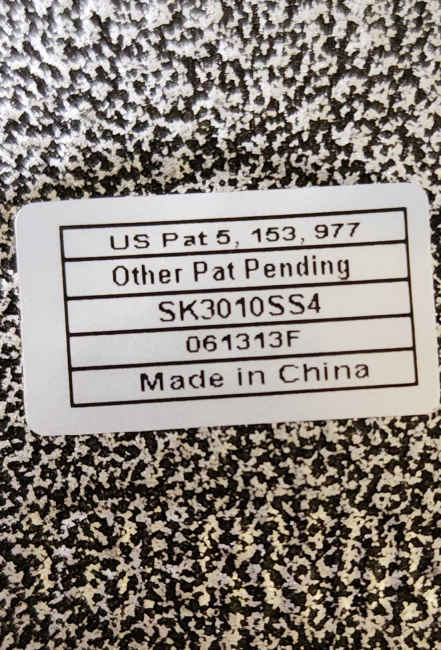 US Pat 5, 153, 977
Other Pat Pending
SK3010SS4
061313F
Made in China